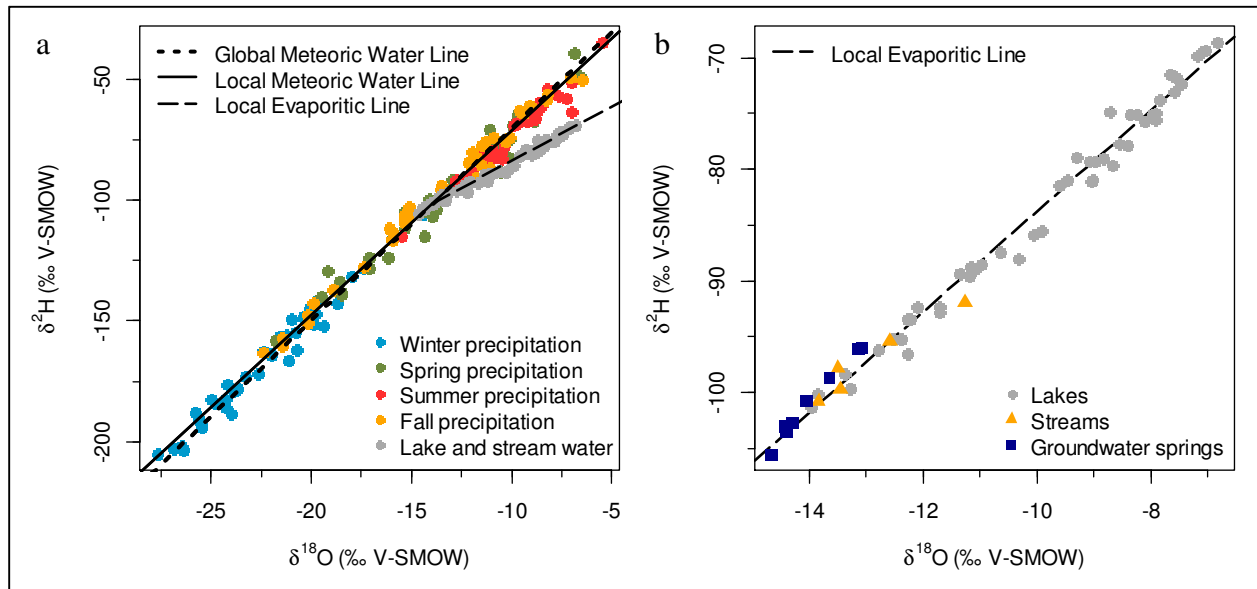 a
Global Meteoric Water Line
Local Meteoric Water Line
Local Evaporitic Line
Winter precipitation
Spring precipitation
Summer precipitation
Fall precipitation
Lake and stream water
-50
-100
-150
-200
δ²H (‰ V-SMOW)
-25 -20 -15 -10 -5
δ¹⁸O (‰ V-SMOW)
b
Local Evaporitic Line
Lakes
Streams
Groundwater springs
-70
-80
-90
-100
δ²H (‰ V-SMOW)
-14 -12 -10 -8
δ¹⁸O (‰ V-SMOW)